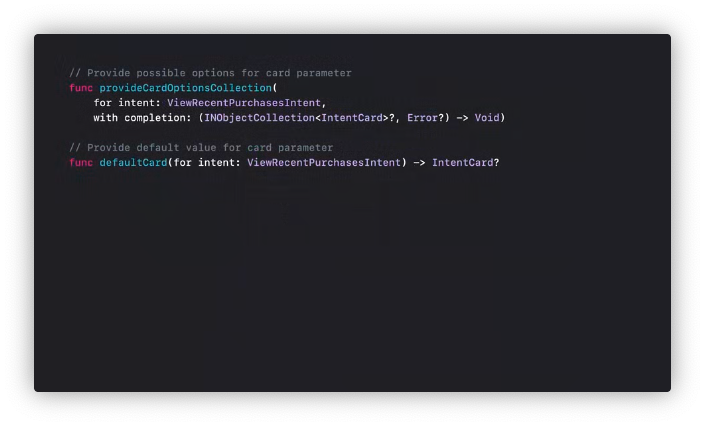 // Provide possible options for card parameter
func provideCardOptionsCollection(
    for intent: ViewRecentPurchasesIntent,
    with completion: (INObjectCollection<IntentCard>?, Error?) -> Void)
// Provide default value for card parameter
func defaultCard(for intent: ViewRecentPurchasesIntent) -> IntentCard?